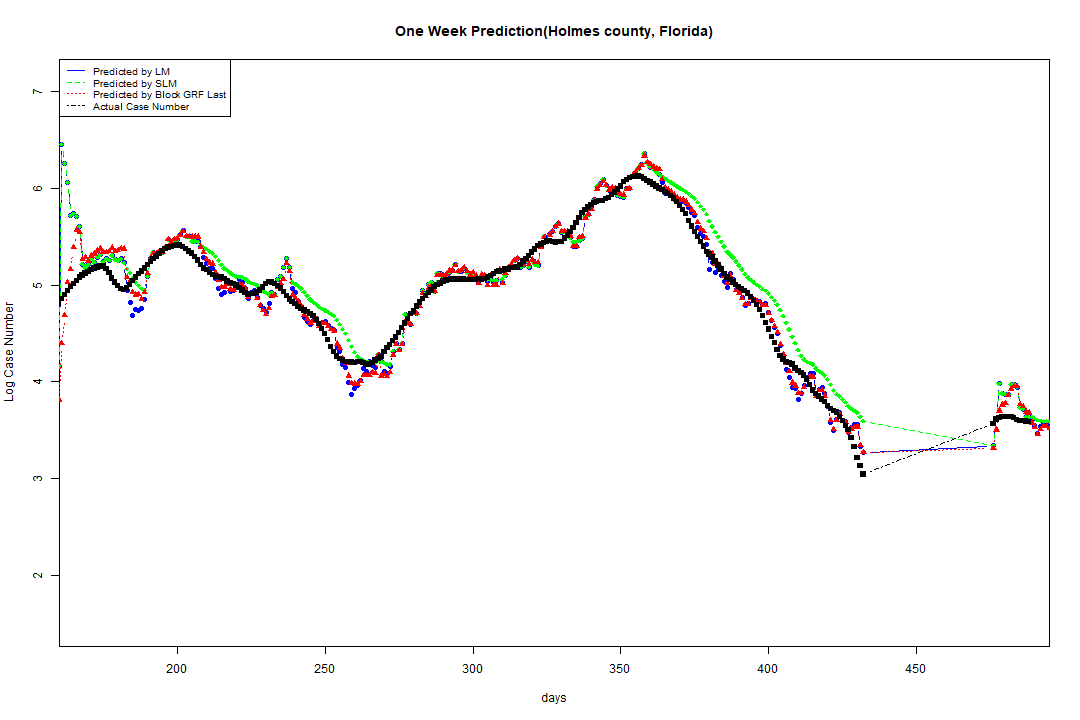 One Week Prediction(Holmes county, Florida)
Predicted by LM
Predicted by SLM
Predicted by Block GRF Last
Actual Case Number
7
6
5
4
3
2
Log Case Number
200 250 300 350 400 450
days